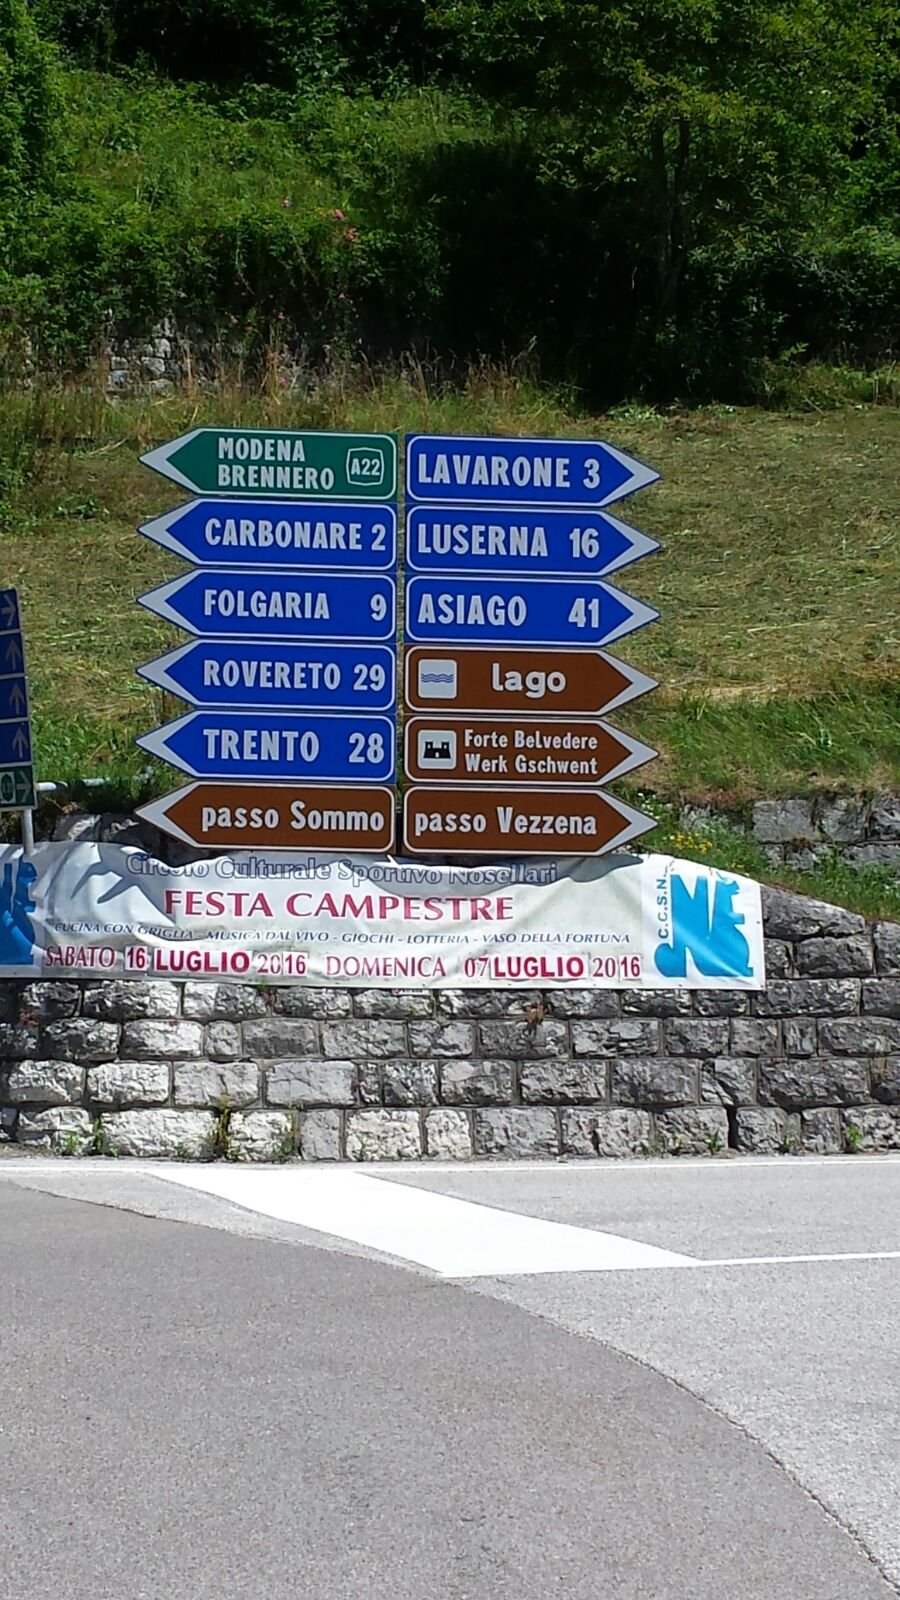 MODENA
BRENNERO
A22
CARBONARE 2
FOLGARIA 9
ROVERETO 29
TRENTO 28
passo Sommo
LAVARONE 3
LUSERNA 16
ASIAGO 41
lago
Forte Belvedere
Werk Gschwent
passo Vezzena
Circolo Culturale Sportivo Nosellari
FESTA CAMPESTRE
CUCINA CON GRIGLIA - MUSICA DAL VIVO - GIOCHI - LOTTERIA - VASO DELLA FORTUNA
SABATO 16 LUGLIO 2016 DOMENICA 07 LUGLIO 2016
C.C.S.N.